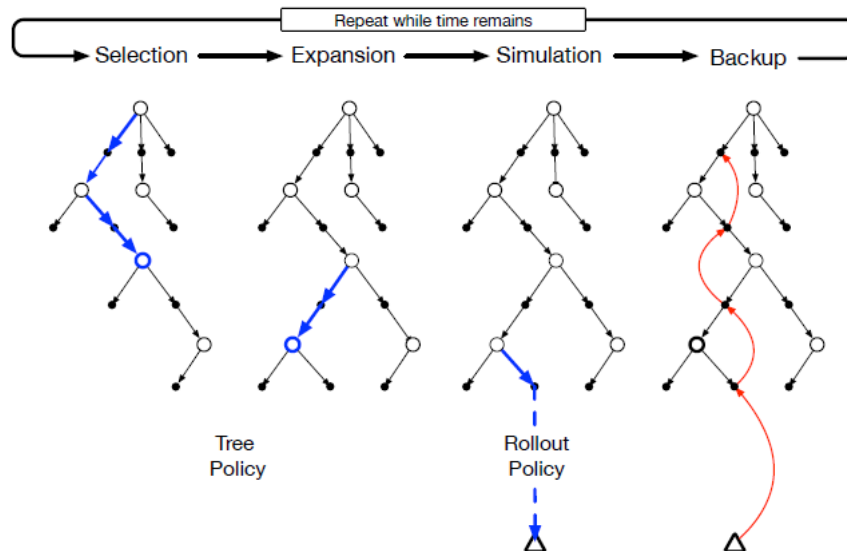 Repeat while time remains
Selection
Expansion
Simulation
Backup
Tree
Policy
Rollout
Policy